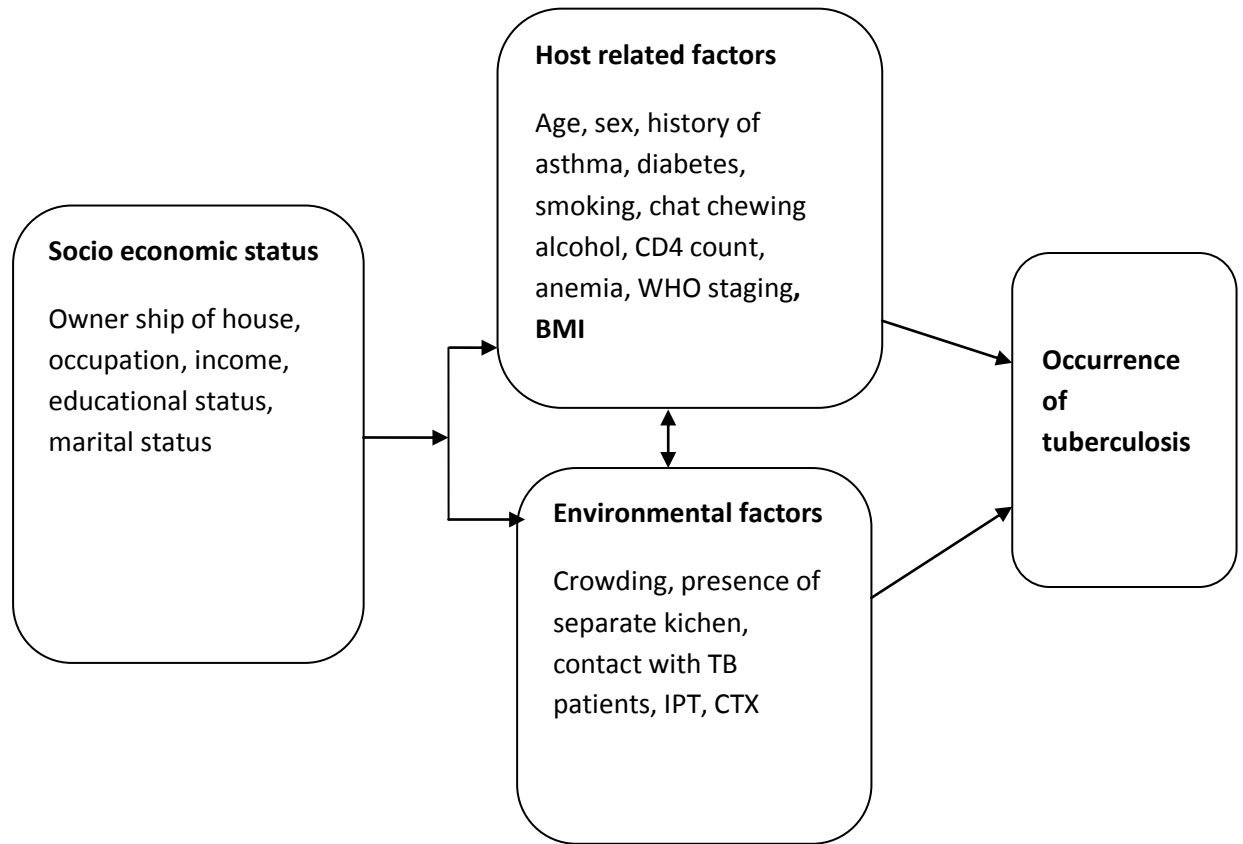 Host related factors
Age, sex, history of
asthma, diabetes,
smoking, chat chewing
alcohol, CD4 count,
anemia, WHO staging,
BMI
Socio economic status
Owner ship of house,
occupation, income,
educational status,
marital status
Occurrence
of
tuberculosis
Environmental factors
Crowding, presence of
separate kichen,
contact with TB
patients, IPT, CTX